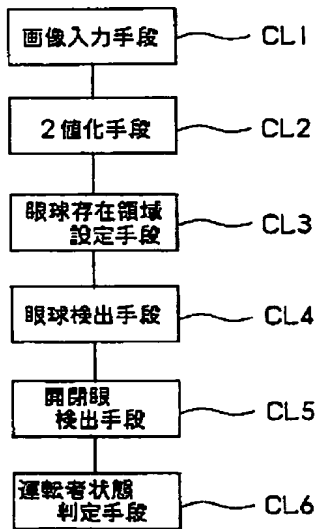 画像入力手段 CL1
2値化手段 CL2
眼球存在領域
設定手段 CL3
眼球検出手段 CL4
開閉眼
検出手段 CL5
運転者状態
判定手段 CL6